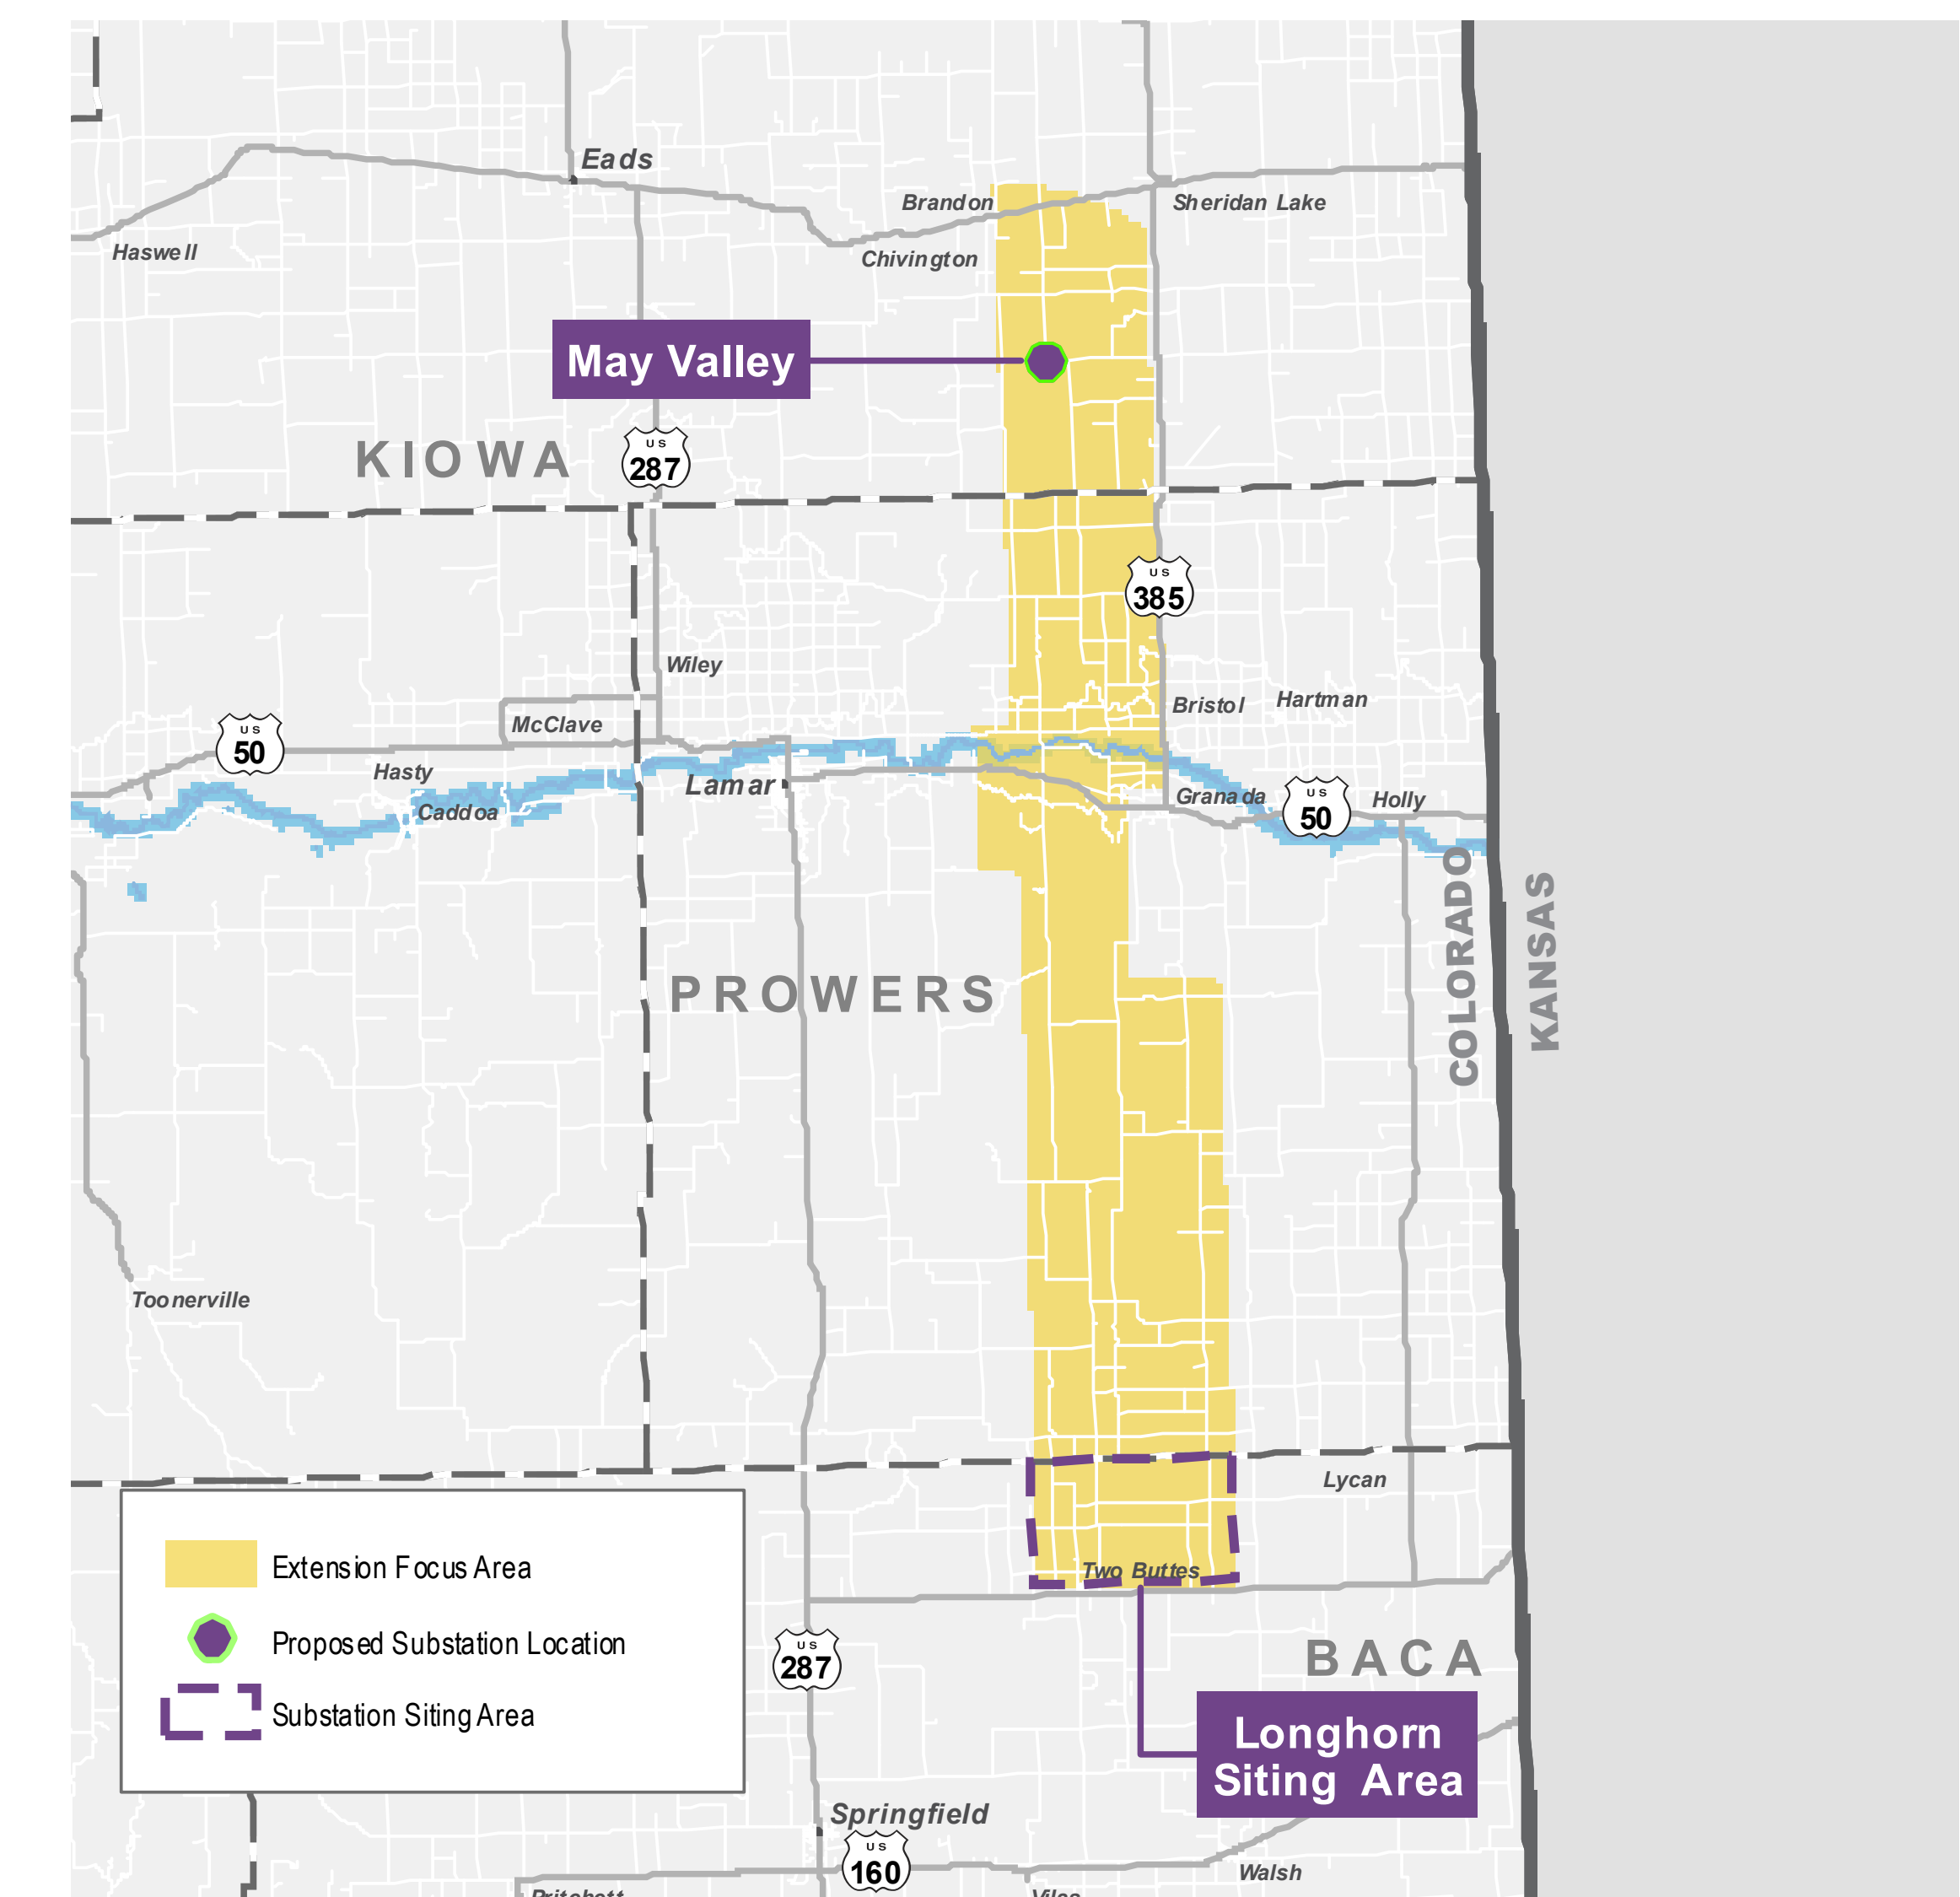 Eads
Brandon
Sheridan Lake
Haswell
Chivington
May Valley
KIOWA
US
287
US
385
Wiley
Bristol
Hartman
McClave
US
50
Hasty
Lamar
Granada
Holly
Caddoa
US
50
COLORADO
KANSAS
PROWERS
Toonerville
Lycan
Two Buttes
Extension Focus Area
Proposed Substation Location
Substation Siting Area
US
287
BACA
Longhorn
Siting Area
Springfield
US
160
Walsh
Pritchett
Vilas